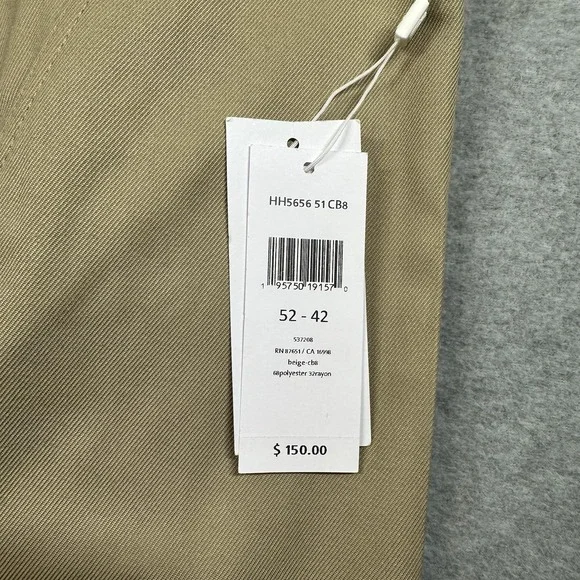 HH5656 51 CB8
1 95750 19157 0
52 - 42
537208
RN 87651 / CA 16998
beige-cb8
68polyester 32rayon
$ 150.00